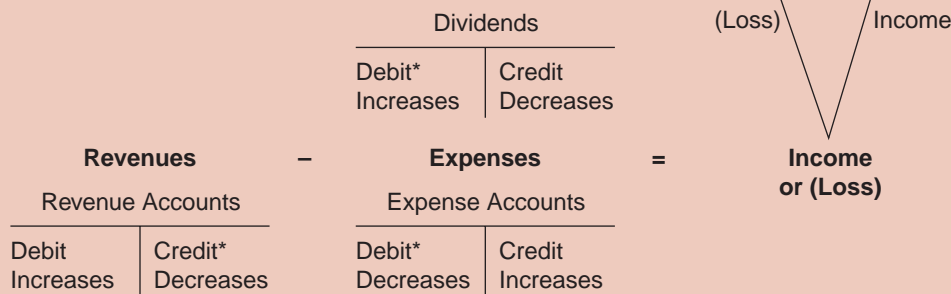 Dividends
Debit* Credit
Increases Decreases
(Loss) Income
Revenues – Expenses = Income
or (Loss)
Revenue Accounts Expense Accounts
Debit Credit* Debit* Credit
Increases Decreases Decreases Increases